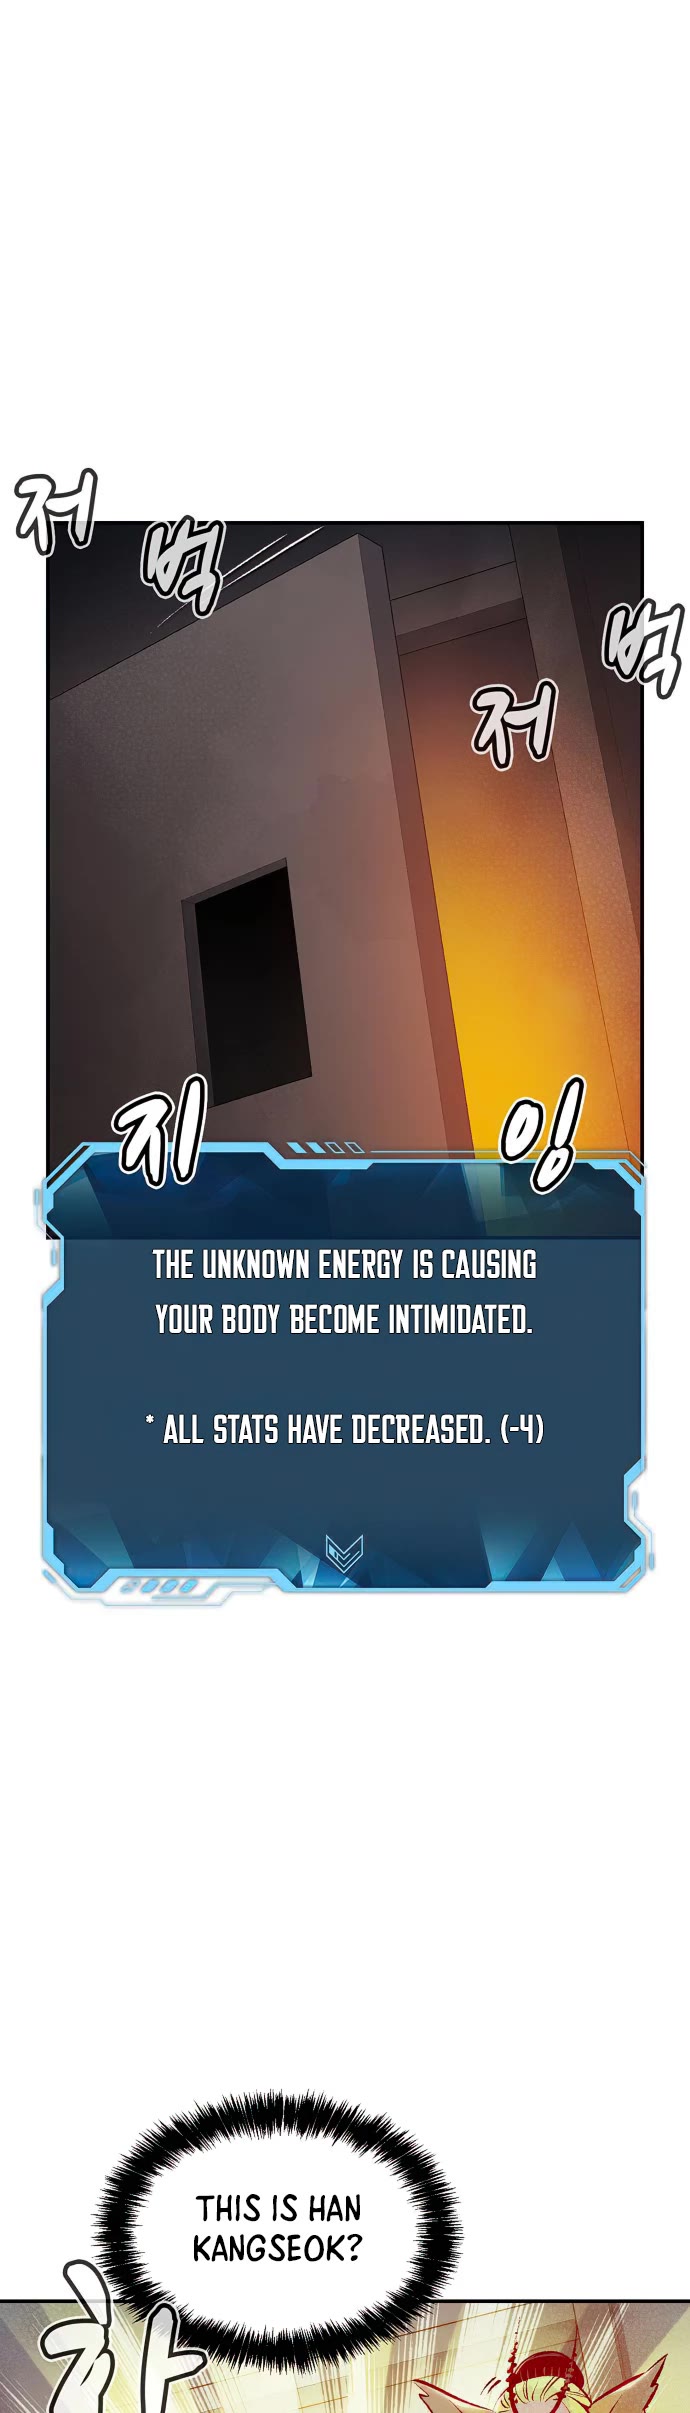 저
벅
저
벅
지
잉
THE UNKNOWN ENERGY IS CAUSING
YOUR BODY BECOME INTIMIDATED.
* ALL STATS HAVE DECREASED. (-4)
THIS IS HAN
KANGSEOK?